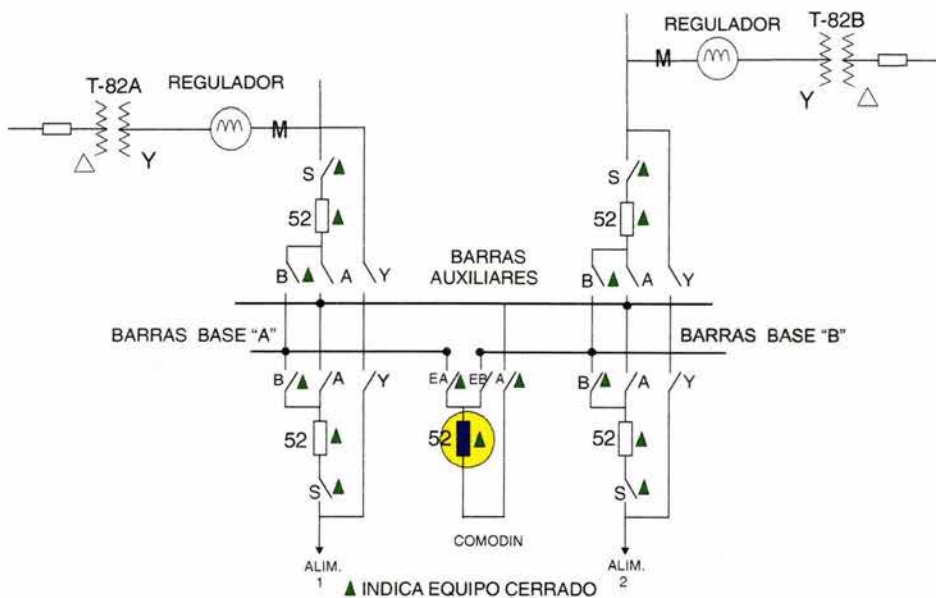 T-82B
REGULADOR
M
Y
REGULADOR
T-82A
M
Y
S
52
B
A
Y
S
52
B
A
Y
BARRAS
AUXILIARES
BARRAS BASE "A"
BARRAS BASE "B"
B
A
Y
EA
EB
A
B
A
Y
52
52
52
S
S
COMODIN
ALIM.
1
ALIM.
2
INDICA EQUIPO CERRADO